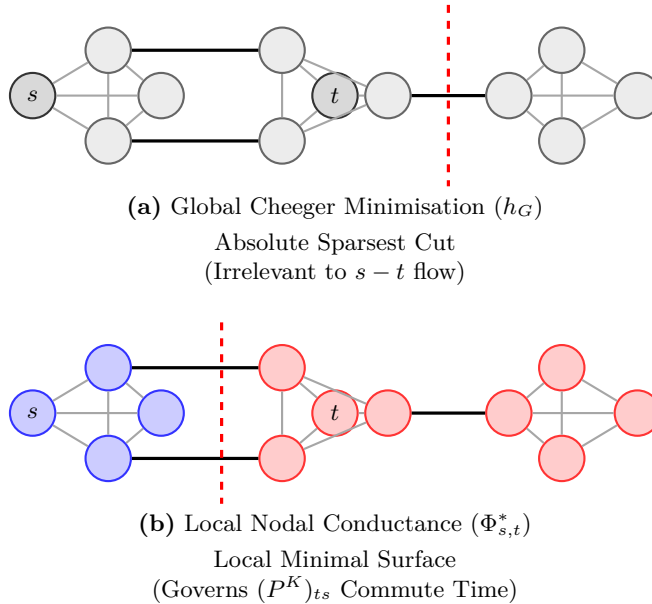 s
t
(a) Global Cheeger Minimisation ($h_G$)
Absolute Sparsest Cut
(Irrelevant to $s - t$ flow)
s
t
(b) Local Nodal Conductance ($\Phi^*_{s,t}$)
Local Minimal Surface
(Governs $(P^K)_{ts}$ Commute Time)